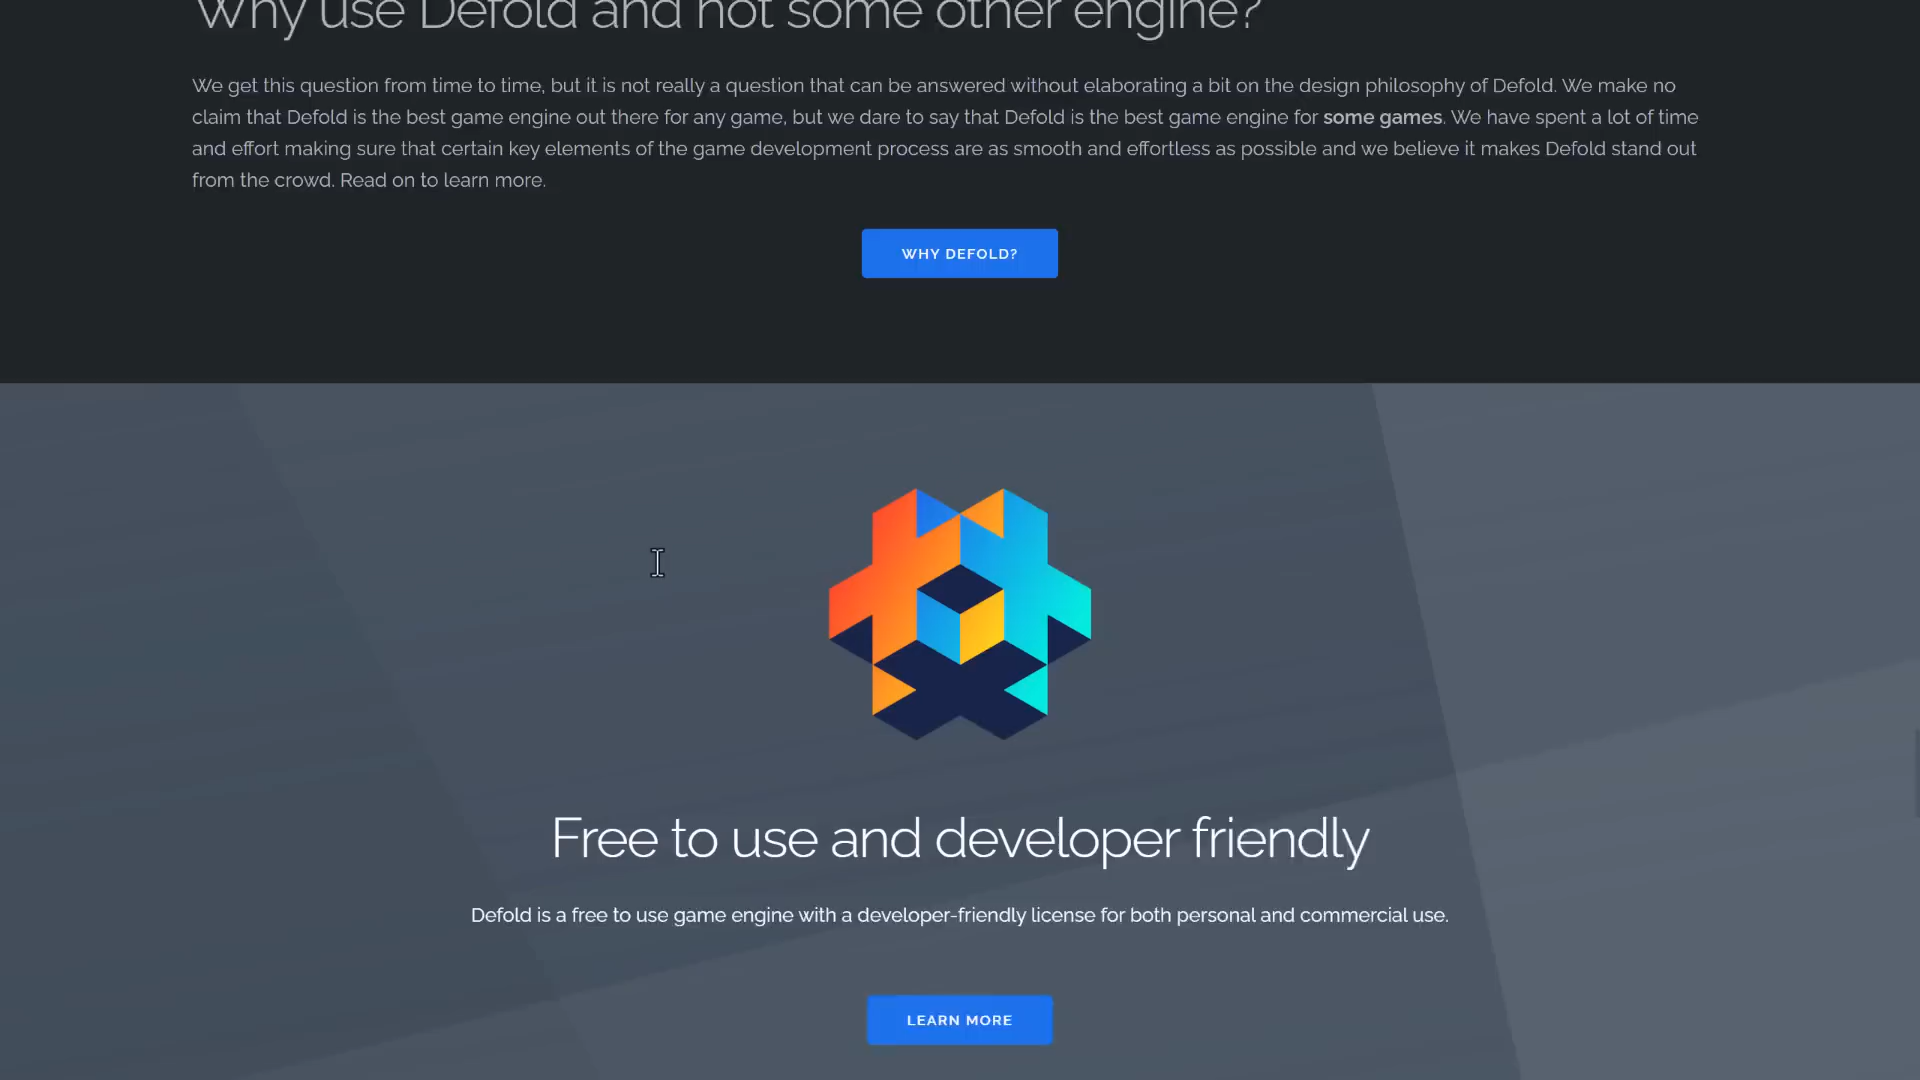 Why use Defold and not some other engine?
We get this question from time to time, but it is not really a question that can be answered without elaborating a bit on the design philosophy of Defold. We make no
claim that Defold is the best game engine out there for any game, but we dare to say that Defold is the best game engine for some games. We have spent a lot of time
and effort making sure that certain key elements of the game development process are as smooth and effortless as possible and we believe it makes Defold stand out
from the crowd. Read on to learn more.
WHY DEFOLD?
Free to use and developer friendly
Defold is a free to use game engine with a developer-friendly license for both personal and commercial use.
LEARN MORE